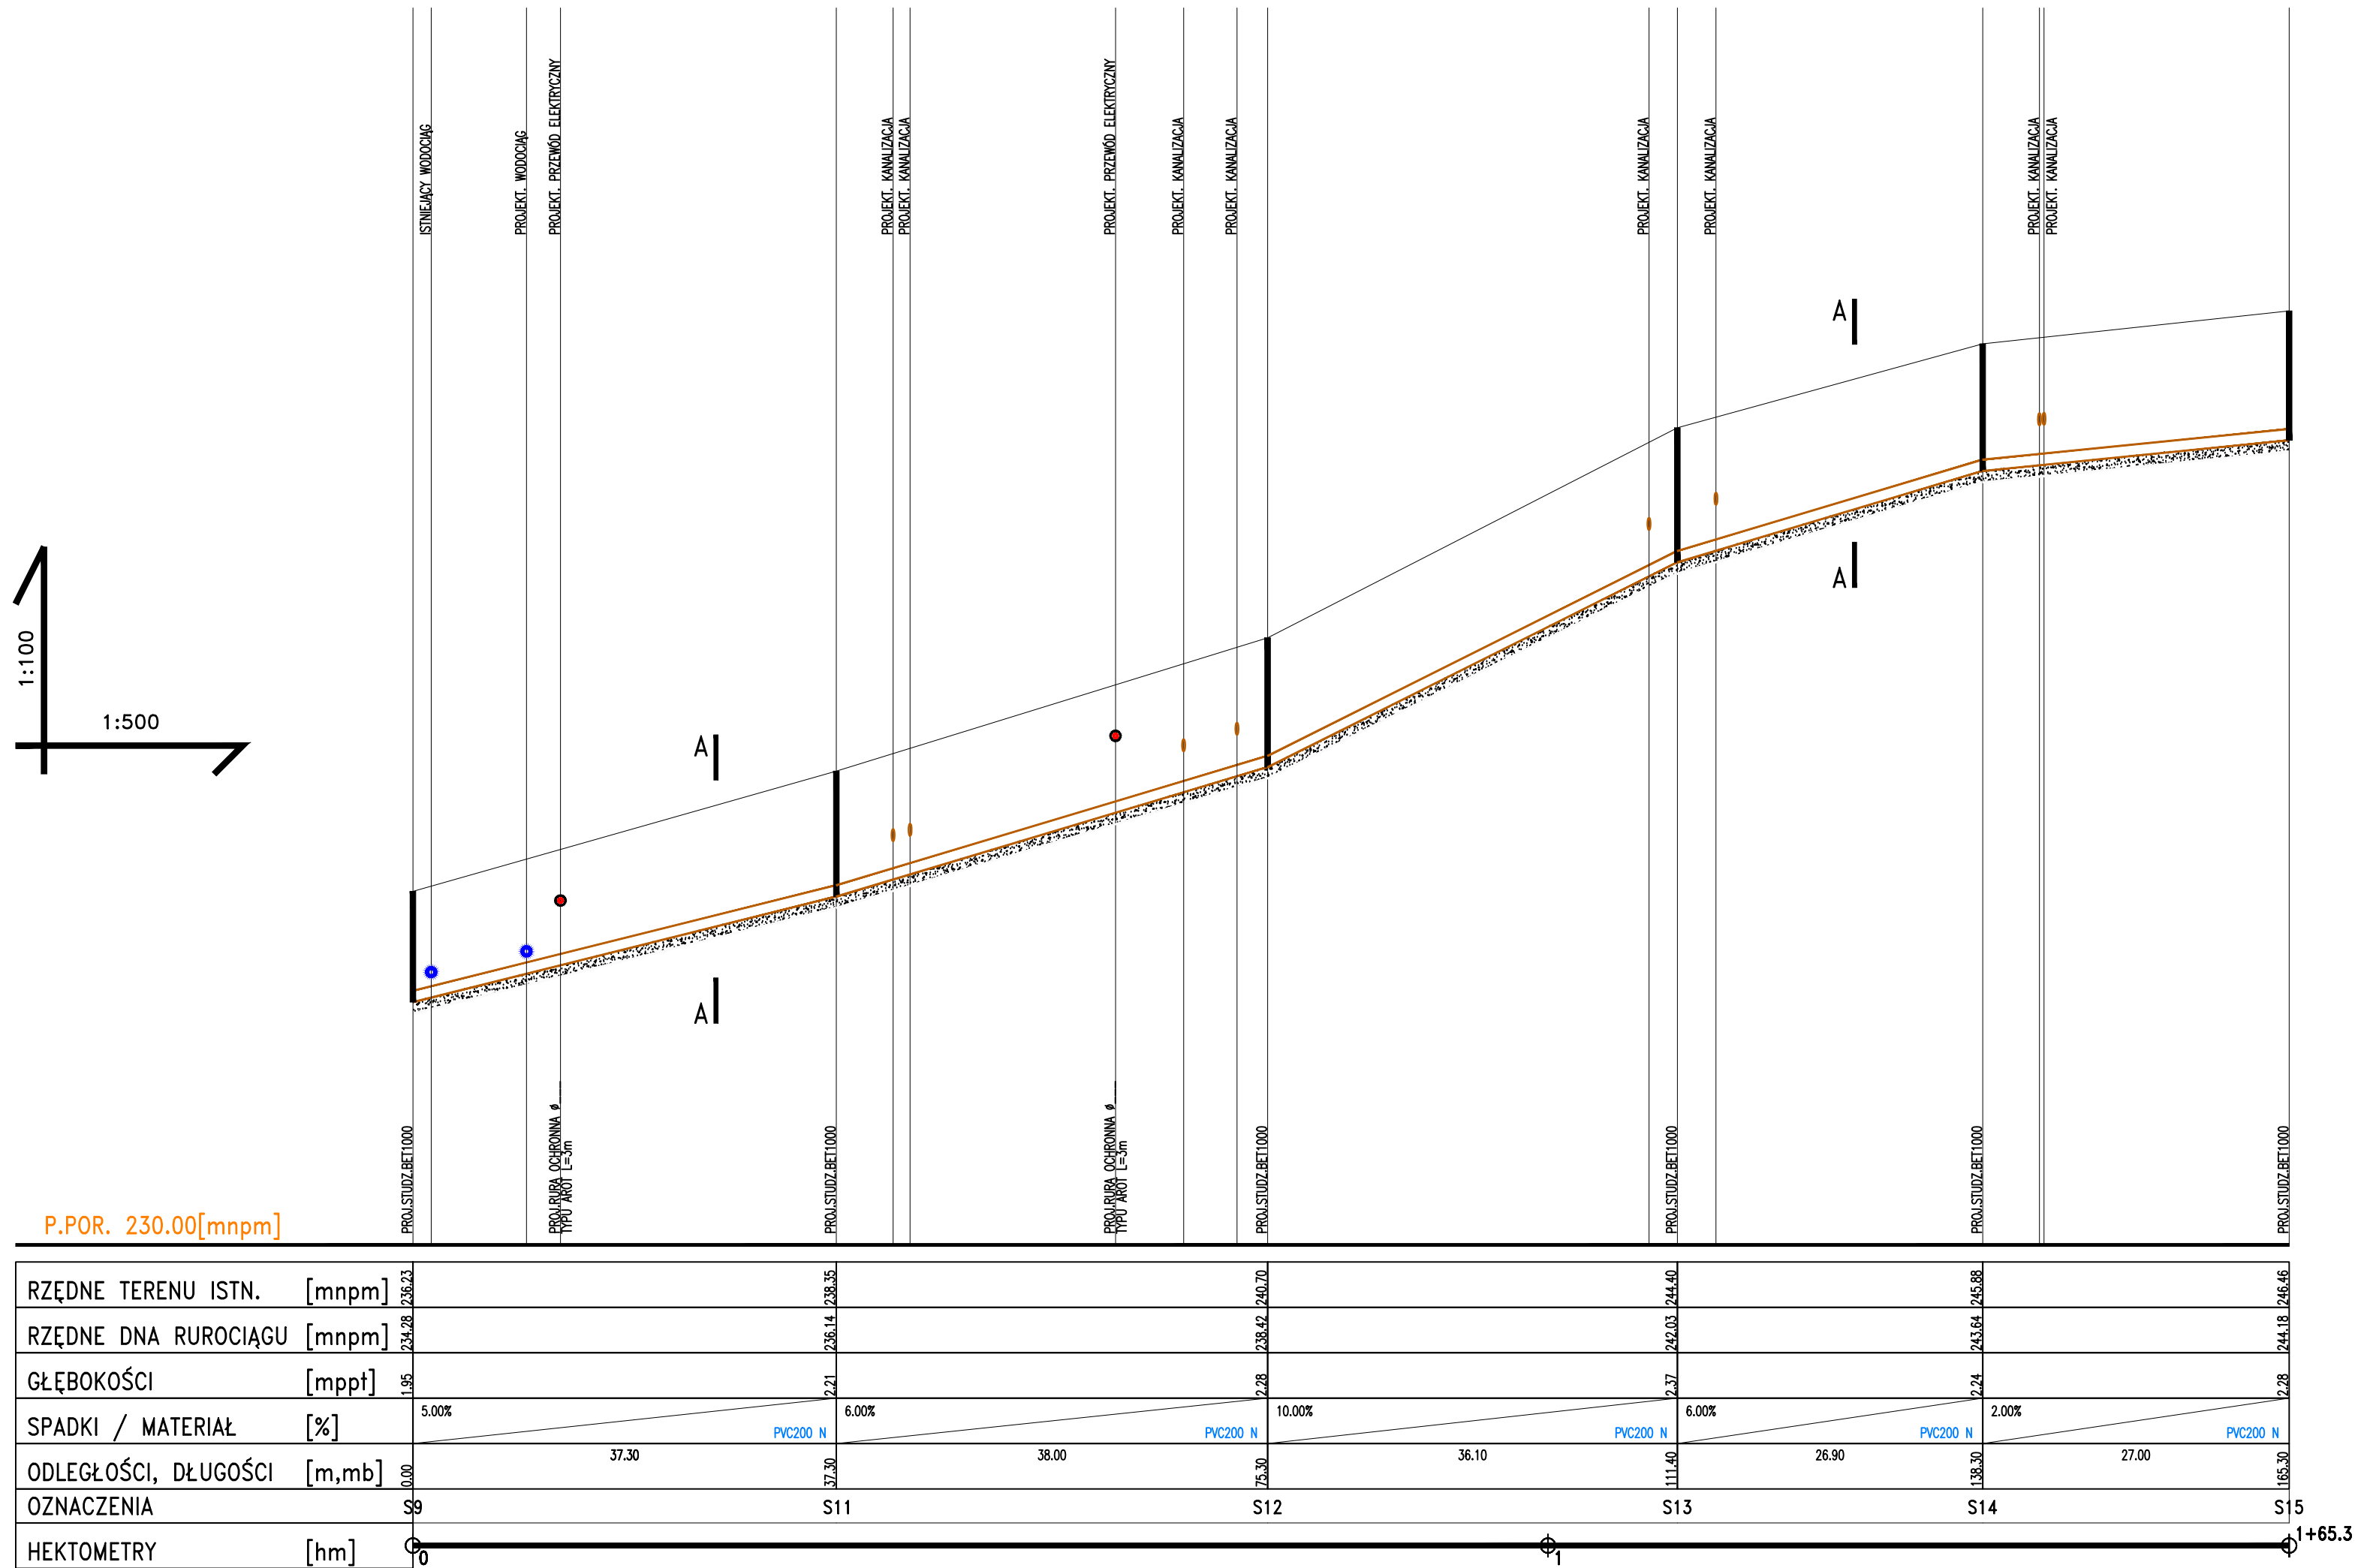 ISTNIEJĄCY WODOCIĄG
PROJEKT. WODOCIĄG
PROJEKT. PRZEWÓD ELEKTRYCZNY
PROJEKT. KANALIZACJA
PROJEKT. KANALIZACJA
PROJEKT. PRZEWÓD ELEKTRYCZNY
PROJEKT. KANALIZACJA
PROJEKT. KANALIZACJA
PROJEKT. KANALIZACJA
PROJEKT. KANALIZACJA
PROJEKT. KANALIZACJA
PROJEKT. KANALIZACJA
A
A
A
A
1:100
1:500
PROJ.STUDZ.BET1000
PROJ.RURA OCHRONNA Ø ___
TYPU AROT L=3m
PROJ.STUDZ.BET1000
PROJ.RURA OCHRONNA Ø ___
TYPU AROT L=3m
PROJ.STUDZ.BET1000
PROJ.STUDZ.BET1000
PROJ.STUDZ.BET1000
PROJ.STUDZ.BET1000
P.POR. 230.00[mnpm]
RZĘDNE TERENU ISTN. [mnpm] 236.23 238.35 240.70 244.40 245.88 246.46
RZĘDNE DNA RUROCIĄGU [mnpm] 234.28 236.14 238.42 242.03 243.64 244.18
GŁĘBOKOŚCI [mppt] 1.95 2.21 2.28 2.37 2.24 2.28
SPADKI / MATERIAŁ [%] 5.00% PVC200 N 6.00% PVC200 N 10.00% PVC200 N 6.00% PVC200 N 2.00% PVC200 N
ODLEGŁOŚCI, DŁUGOŚCI [m,mb] 0.00 37.30 37.30 38.00 75.30 36.10 111.40 26.90 138.30 27.00 165.30
OZNACZENIA S9 S11 S12 S13 S14 S15
HEKTOMETRY [hm] 0 1 1+65.3